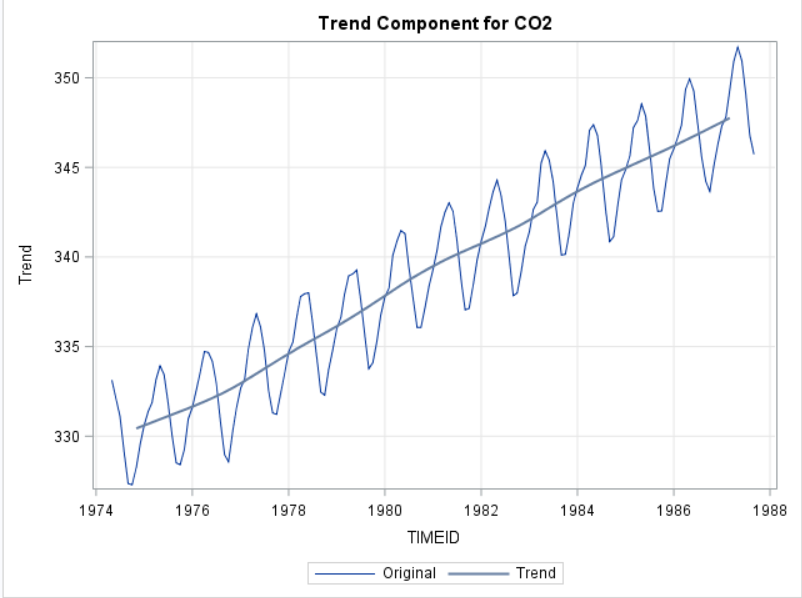 Trend Component for CO2
350
345
340
335
330
Trend
1974 1976 1978 1980 1982 1984 1986 1988
TIMEID
Original Trend